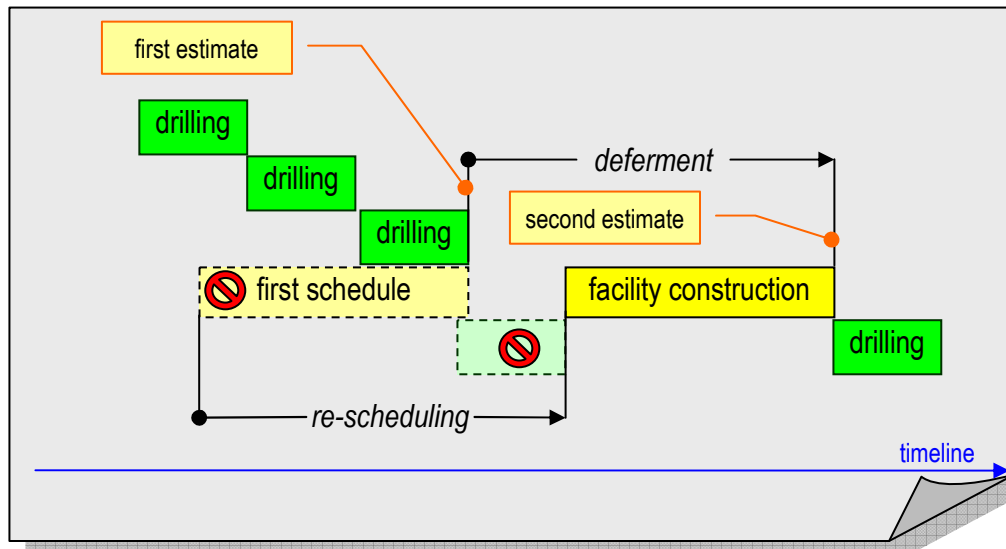 first estimate
drilling
drilling
deferment
drilling
second estimate
first schedule
facility construction
drilling
re-scheduling
timeline